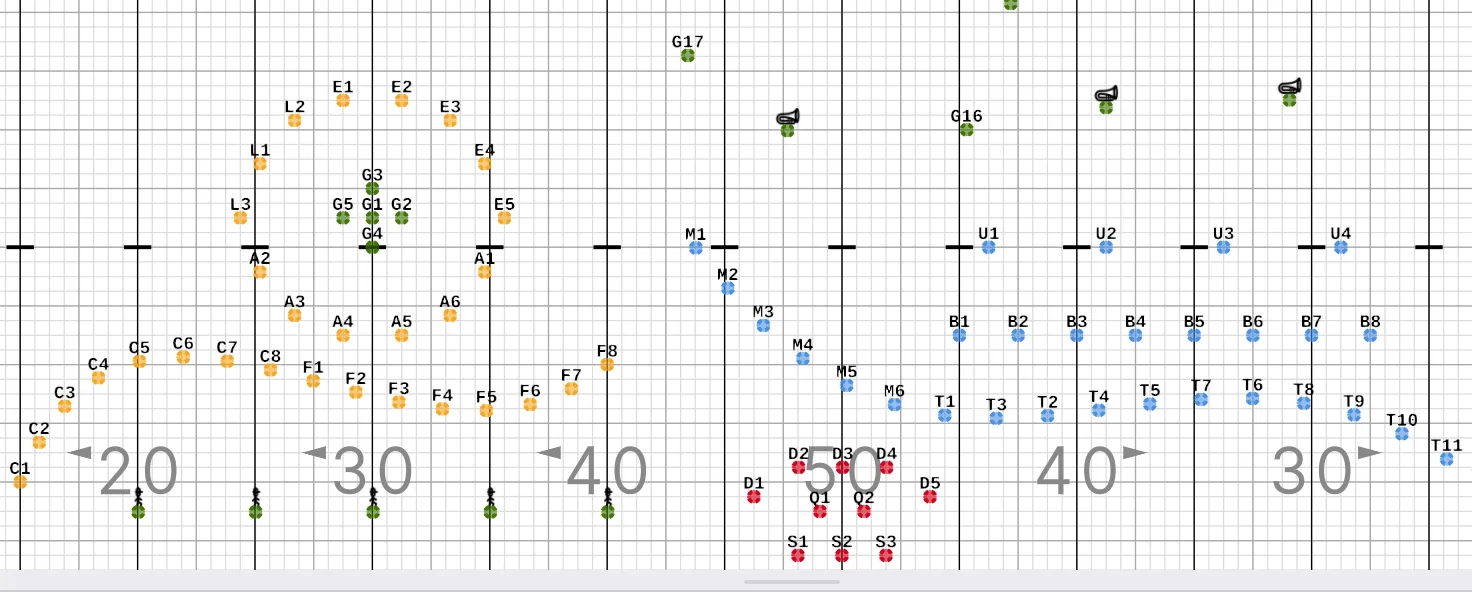 G17
E1 E2
L2 E3
G16
L1 E4
G3
L3 G5 G1 G2 E5
G4 M1 U1 U2 U3 U4
A2 A1
M2
A3 A6
M3
A4 A5 B1 B2 B3 B4 B5 B6 B7 B8
C5 C6 C7 M4
C4 C8 F1 F8
F2 F7 M5
C3 F3 F4 F5 F6 M6 T1 T3 T2 T4 T5 T7 T6 T8 T9
C2 T10
C1 D2 D3 D4 T11
◄20 ◄30 ◄40 50 40► 30►
D1 Q1 Q2 D5
S1 S2 S3